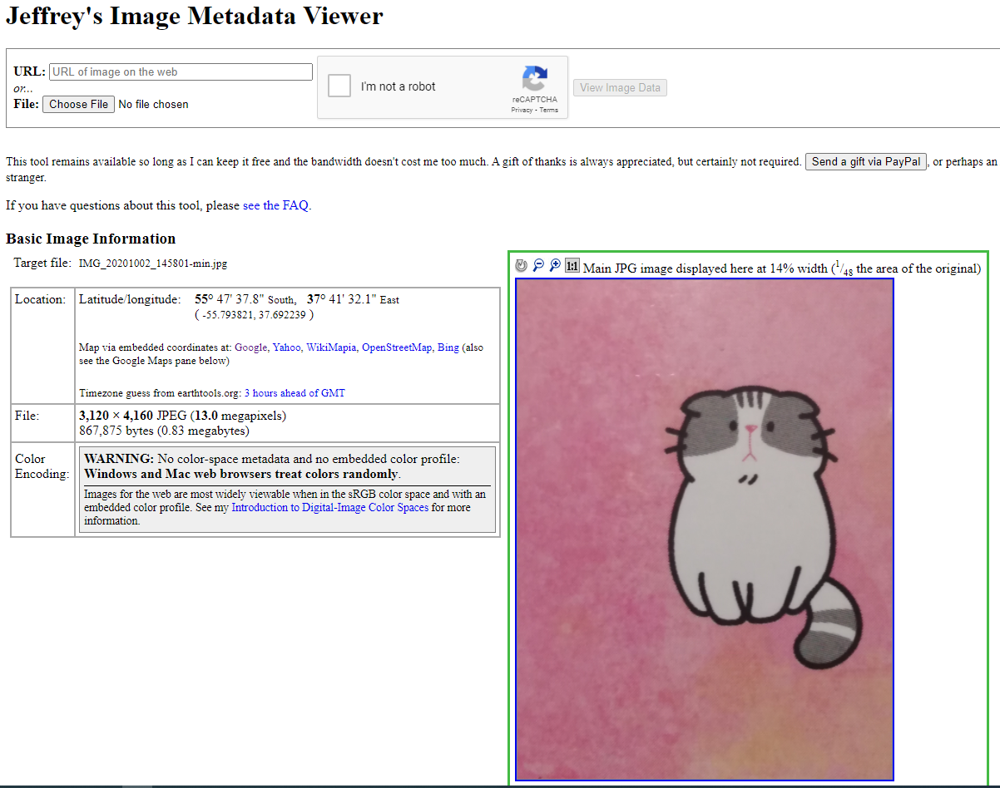 Jeffrey's Image Metadata Viewer
URL: URL of image on the web
or...
File: Choose File No file chosen
I'm not a robot
reCAPTCHA
Privacy - Terms
View Image Data
This tool remains available so long as I can keep it free and the bandwidth doesn't cost me too much. A gift of thanks is always appreciated, but certainly not required. Send a gift via PayPal, or perhaps an
stranger.
If you have questions about this tool, please see the FAQ.
Basic Image Information
Target file: IMG_20201002_145801-min.jpg
Location: Latitude/longitude: 55° 47' 37.8" South, 37° 41' 32.1" East
( -55.793821, 37.692239 )
Map via embedded coordinates at: Google, Yahoo, WikiMapia, OpenStreetMap, Bing (also
see the Google Maps pane below)
Timezone guess from earthtools.org: 3 hours ahead of GMT
File: 3,120 × 4,160 JPEG (13.0 megapixels)
867,875 bytes (0.83 megabytes)
Color
Encoding:
WARNING: No color-space metadata and no embedded color profile:
Windows and Mac web browsers treat colors randomly.
Images for the web are most widely viewable when in the sRGB color space and with an
embedded color profile. See my Introduction to Digital-Image Color Spaces for more
information.
1:1 Main JPG image displayed here at 14% width (1/48 the area of the original)